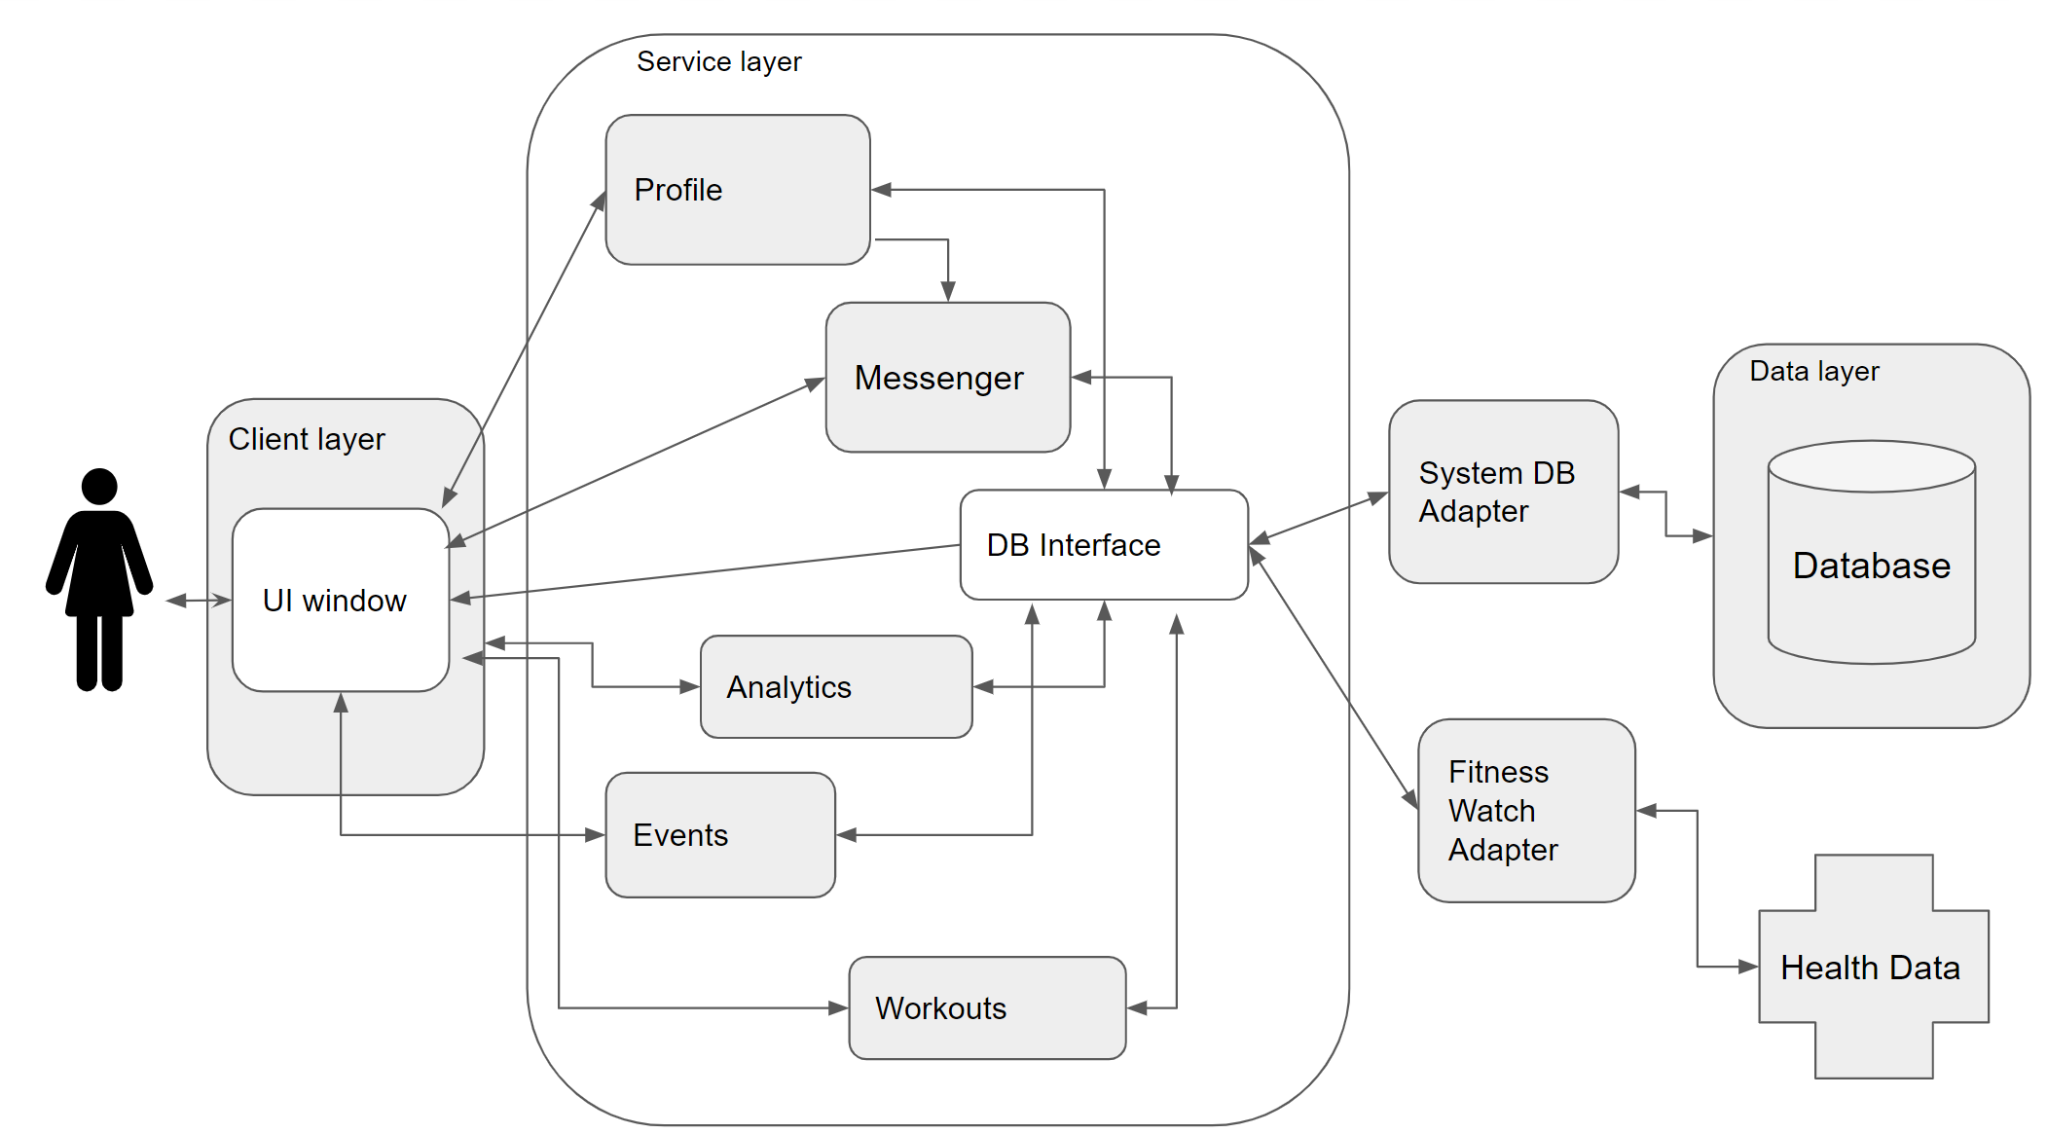 Service layer
Profile
Messenger
Client layer
UI window
DB Interface
Analytics
Events
Workouts
System DB
Adapter
Data layer
Database
Fitness
Watch
Adapter
Health Data